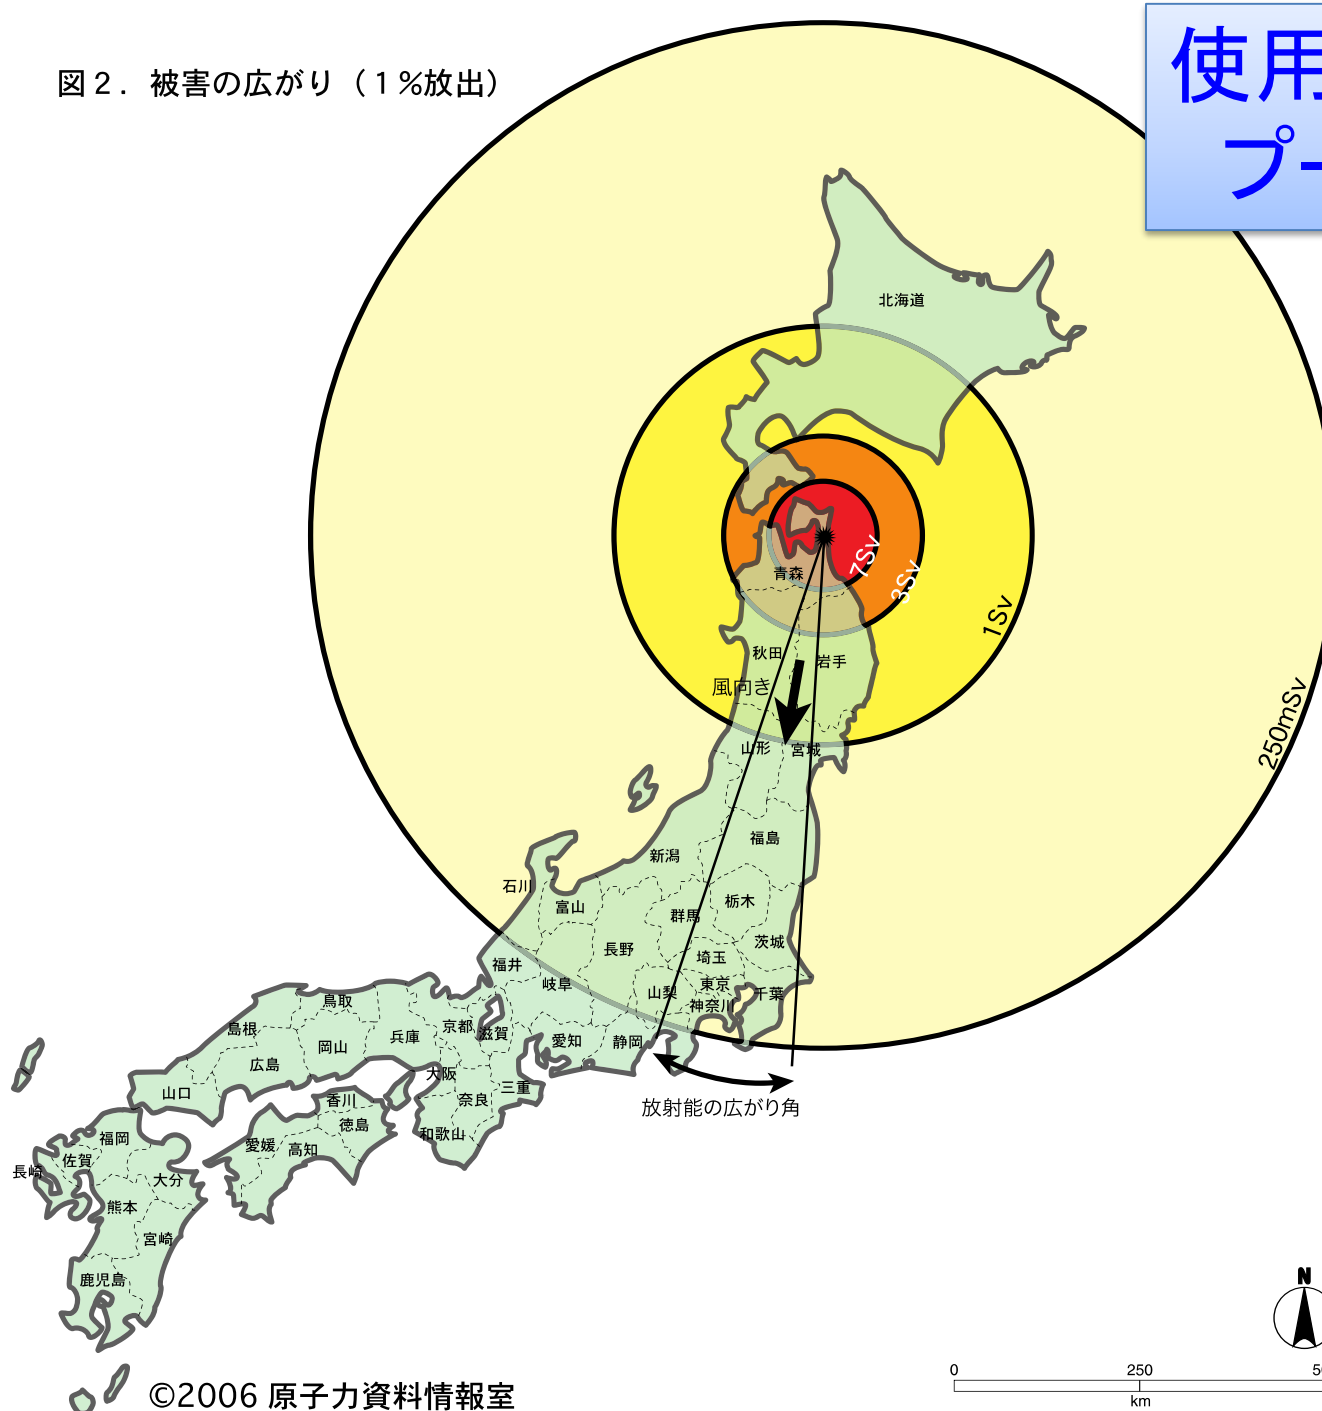 図２．被害の広がり（１％放出）
使用
プー
北海道
7Sv
3Sv
1Sv
250mSv
青森
秋田
岩手
風向き
山形
宮城
福島
新潟
石川
富山
群馬
栃木
茨城
長野
埼玉
福井
岐阜
山梨
東京
千葉
神奈川
鳥取
島根
京都
滋賀
兵庫
岡山
愛知
静岡
広島
大阪
山口
三重
奈良
香川
徳島
放射能の広がり角
和歌山
福岡
愛媛
高知
佐賀
長崎
大分
熊本
宮崎
鹿児島
N
0
250
km
©2006 原子力資料情報室